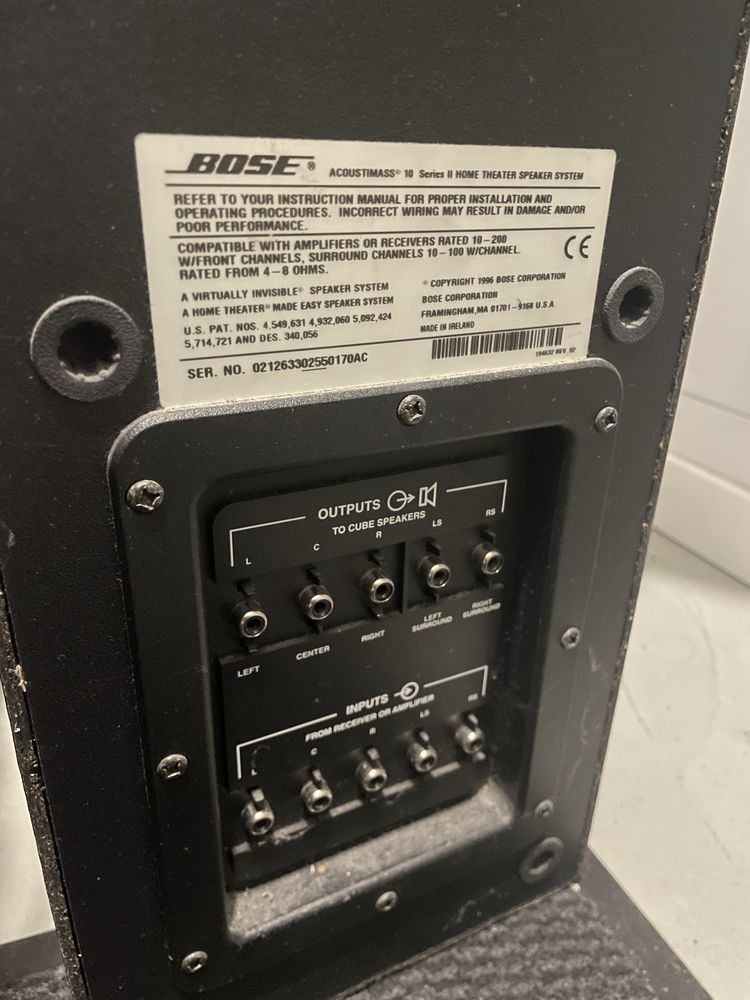 BOSE® ACOUSTIMASS® 10 Series II HOME THEATER SPEAKER SYSTEM
REFER TO YOUR INSTRUCTION MANUAL FOR PROPER INSTALLATION AND
OPERATING PROCEDURES. INCORRECT WIRING MAY RESULT IN DAMAGE AND/OR
POOR PERFORMANCE.
COMPATIBLE WITH AMPLIFIERS OR RECEIVERS RATED 10-200
W/FRONT CHANNELS, SURROUND CHANNELS 10-100 W/CHANNEL.
RATED FROM 4-8 OHMS.
CE
A VIRTUALLY INVISIBLE® SPEAKER SYSTEM
A HOME THEATER® MADE EASY SPEAKER SYSTEM
U.S. PAT. NOS. 4,549,631 4,932,060 5,092,424
5,714,721 AND DES. 340,056
© COPYRIGHT 1996 BOSE CORPORATION
BOSE CORPORATION
FRAMINGHAM, MA 01701-9168 U.S.A.
MADE IN IRELAND
194632 REV. 02
SER. NO. 021263302550170AC
OUTPUTS
TO CUBE SPEAKERS
L C R LS RS
LEFT CENTER RIGHT LEFT SURROUND RIGHT SURROUND
INPUTS
FROM RECEIVER OR AMPLIFIER
L C R LS RS